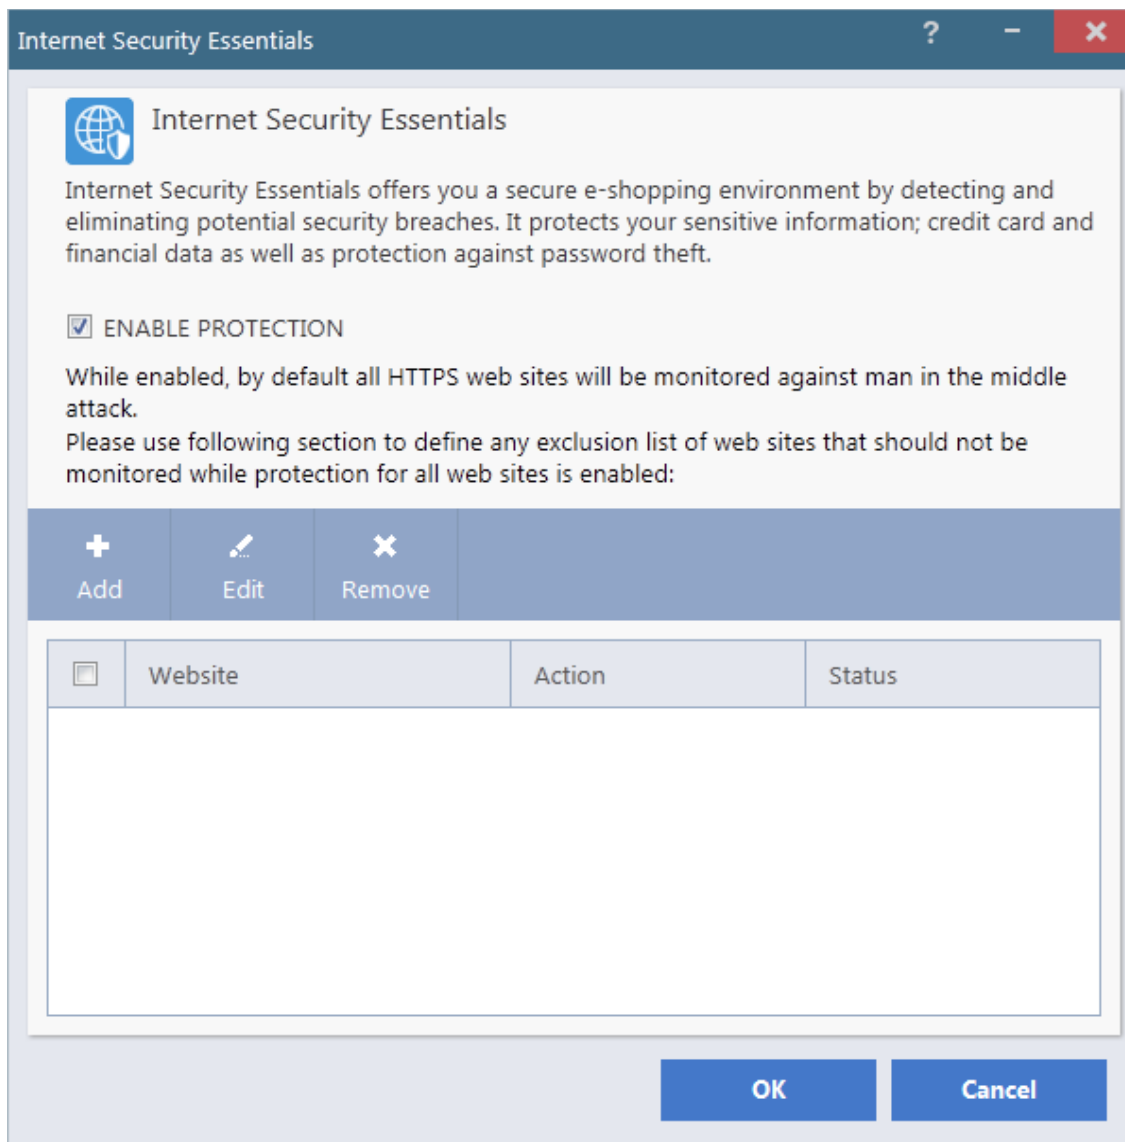 Internet Security Essentials
?
Internet Security Essentials
Internet Security Essentials offers you a secure e-shopping environment by detecting and
eliminating potential security breaches. It protects your sensitive information; credit card and
financial data as well as protection against password theft.
ENABLE PROTECTION
While enabled, by default all HTTPS web sites will be monitored against man in the middle
attack.
Please use following section to define any exclusion list of web sites that should not be
monitored while protection for all web sites is enabled:
Add Edit Remove
Website Action Status
OK Cancel